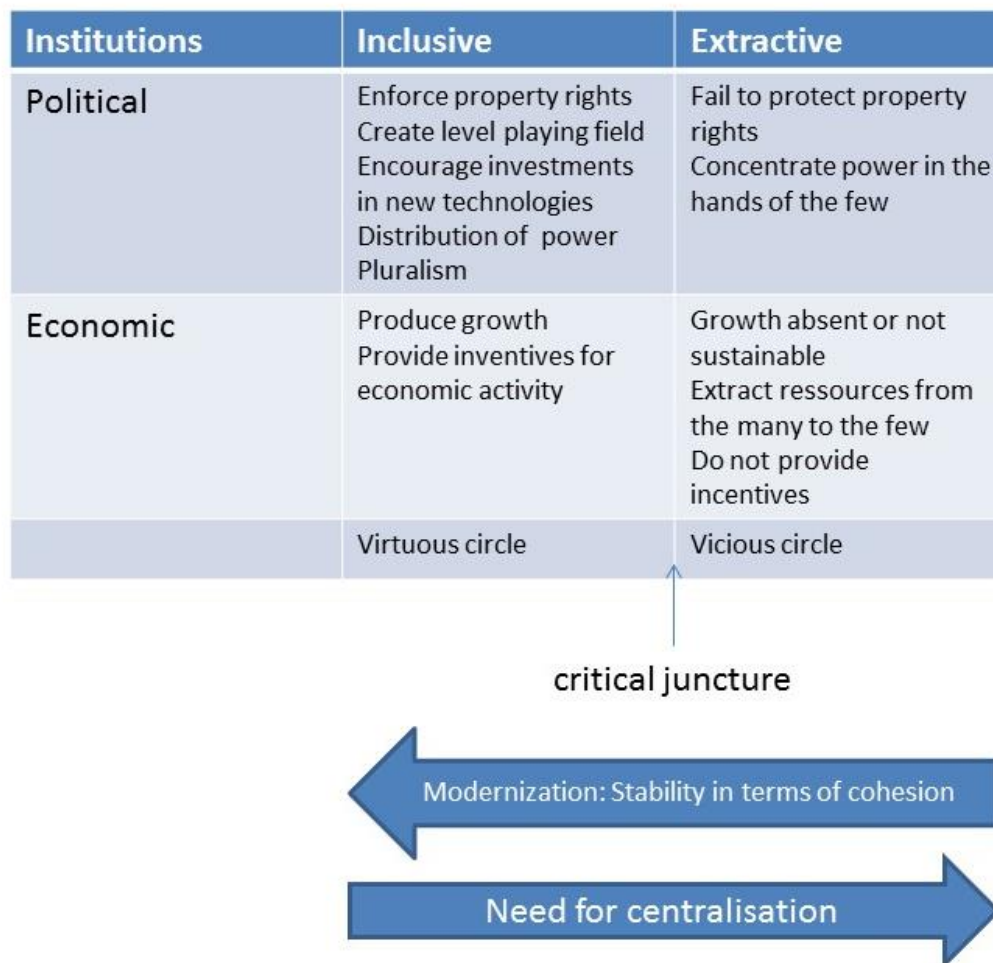 Institutions
Inclusive
Extractive
Political
Enforce property rights
Create level playing field
Encourage investments
in new technologies
Distribution of power
Pluralism
Fail to protect property
rights
Concentrate power in the
hands of the few
Economic
Produce growth
Provide inventives for
economic activity
Growth absent or not
sustainable
Extract ressources from
the many to the few
Do not provide
incentives
Virtuous circle
Vicious circle
critical juncture
Modernization: Stability in terms of cohesion
Need for centralisation